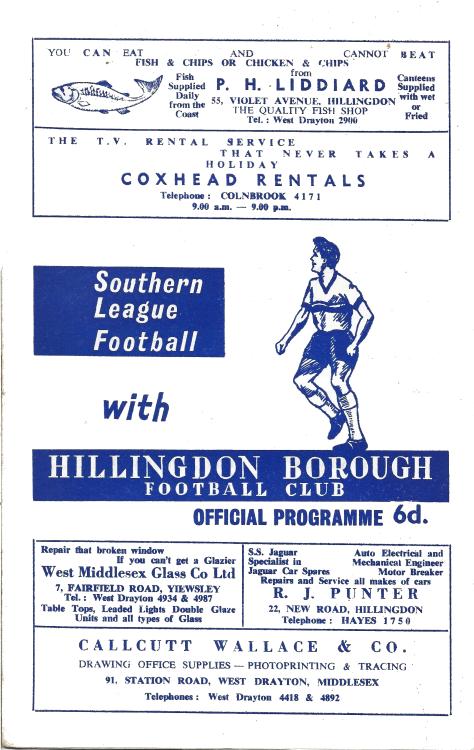 YOU CAN EAT AND CANNOT BEAT
FISH & CHIPS OR CHICKEN & CHIPS
from
Fish
Supplied
Daily
from the
Coast
P. H. LIDDIARD
55, VIOLET AVENUE, HILLINGDON
THE QUALITY FISH SHOP
Tel. : West Drayton 2900
Canteens
Supplied
with wet
or
Fried
THE T.V. RENTAL SERVICE
THAT NEVER TAKES A
HOLIDAY
COXHEAD RENTALS
Telephone : COLNBROOK 4171
9.00 a.m. — 9.00 p.m.
Southern
League
Football
with
HILLINGDON BOROUGH
FOOTBALL CLUB
OFFICIAL PROGRAMME 6d.
Repair that broken window
If you can't get a Glazier
West Middlesex Glass Co Ltd
7, FAIRFIELD ROAD, YIEWSLEY
Tel. : West Drayton 4934 & 4987
Table Tops, Leaded Lights Double Glaze
Units and all types of Glass
S.S. Jaguar Auto Electrical and
Specialist in Mechanical Engineer
Jaguar Car Spares Motor Breaker
Repairs and Service all makes of cars
R. J. PUNTER
22, NEW ROAD, HILLINGDON
Telephone : HAYES 1750
CALLCUTT WALLACE & CO.
DRAWING OFFICE SUPPLIES — PHOTOPRINTING & TRACING
91, STATION ROAD, WEST DRAYTON, MIDDLESEX
Telephones : West Drayton 4418 & 4892